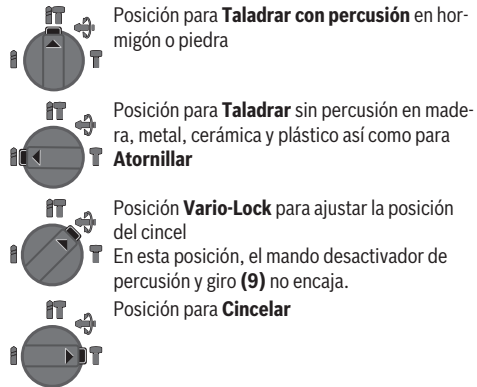 Posición para Taladrar con percusión en hor-
migón o piedra
Posición para Taladrar sin percusión en made-
ra, metal, cerámica y plástico así como para
Atornillar
Posición Vario-Lock para ajustar la posición
del cincel
En esta posición, el mando desactivador de
percusión y giro (9) no encaja.
Posición para Cincelar